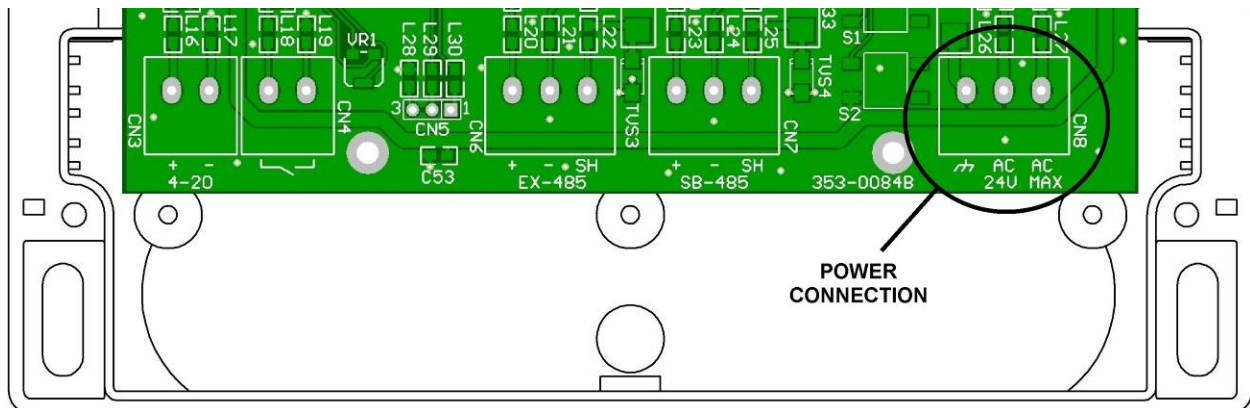 L16
L17
L18
L19
VR1
L28
L29
L30
L20
L21
L22
33
L23
L24
L25
S1
L26
L27
TVS3
TVS4
S2
CN3
CN4
3
1
CN5
CN6
CN7
CN8
+ -
4-20
C53
+ - SH
EX-485
+ - SH
SB-485
353-0084B
AC AC
24V MAX
POWER
CONNECTION